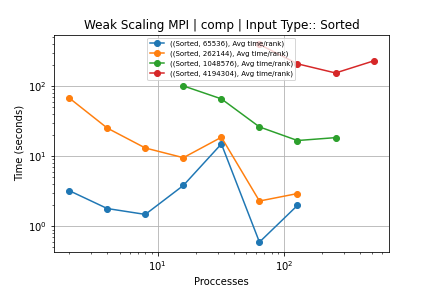 Weak Scaling MPI | comp | Input Type:: Sorted
((Sorted, 65536), Avg time/rank)
((Sorted, 262144), Avg time/rank)
((Sorted, 1048576), Avg time/rank)
((Sorted, 4194304), Avg time/rank)
Time (seconds)
10²
10¹
10⁰
10¹
10²
Proccesses